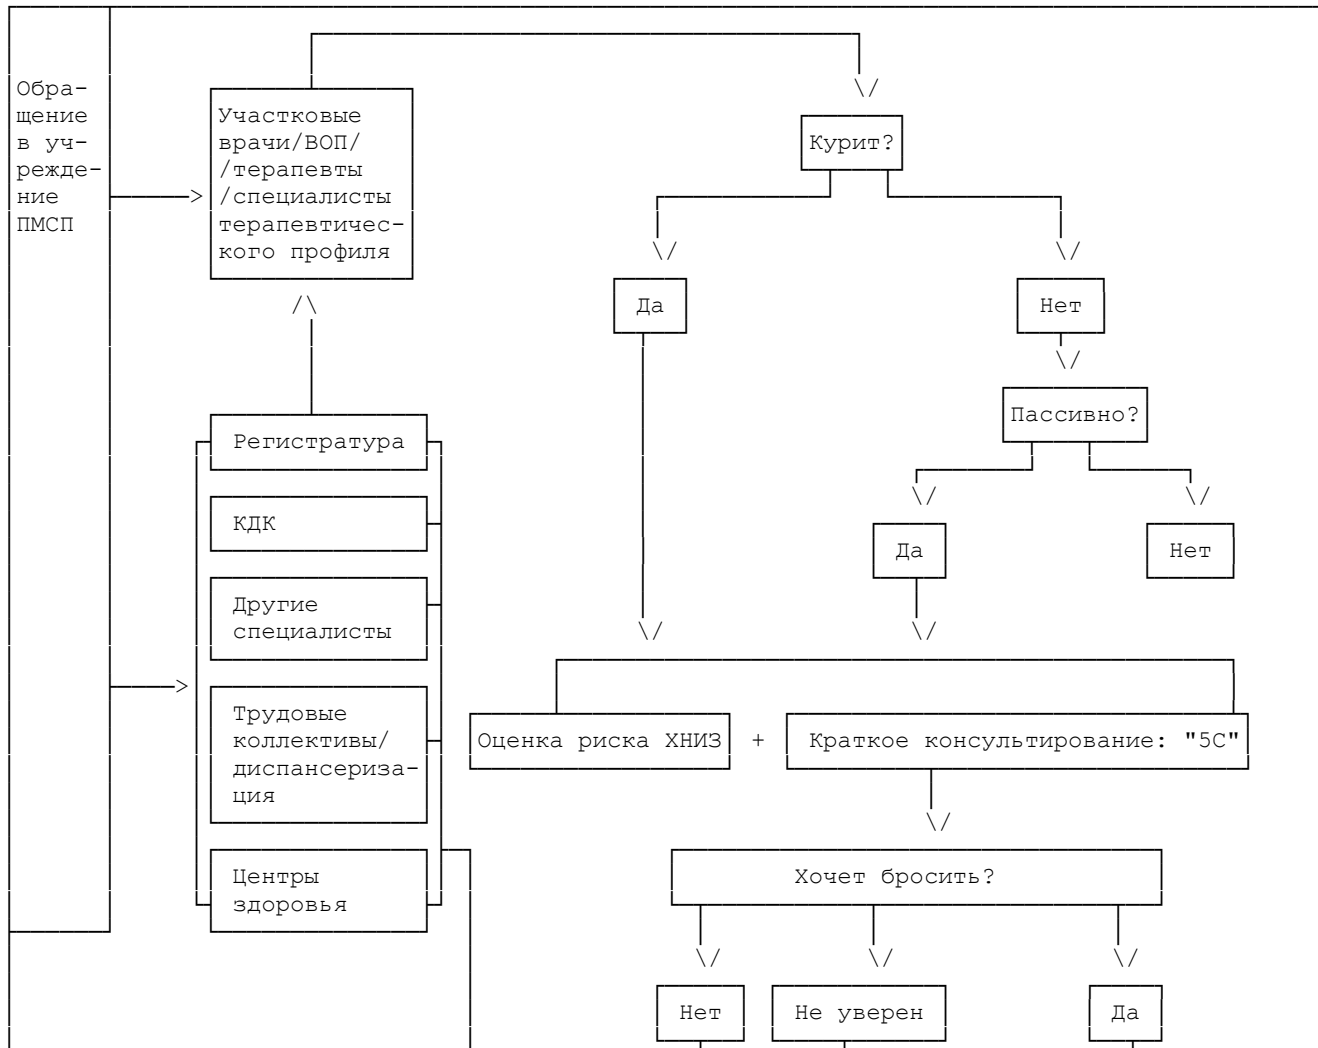 Обра-
щение
в уч-
режде-
ние
ПМСП
Участковые
врачи/ВОП/
/терапевты
/специалисты
терапевтичес-
кого профиля
Курит?
Да
Нет
Пассивно?
Да
Нет
Регистратура
КДК
Другие
специалисты
Трудовые
коллективы/
диспансериза-
ция
Центры
здоровья
Оценка риска ХНИЗ + Краткое консультирование: "5С"
Хочет бросить?
Нет
Не уверен
Да